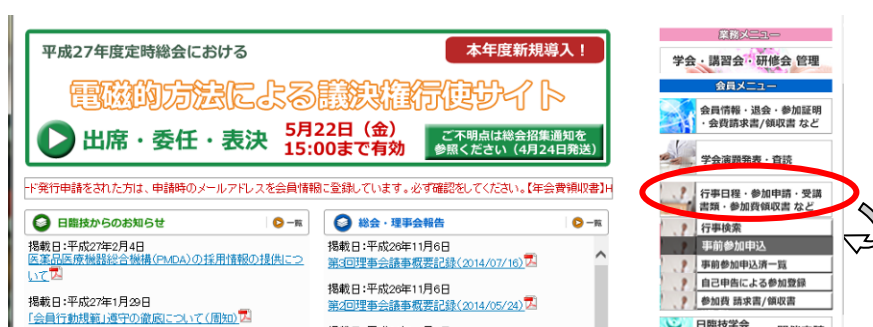 平成27年度定時総会における
本年度新規導入！
電磁的方法による議決権行使サイト
出席・委任・表決
5月22日（金）
15:00まで有効
ご不明点は総会招集通知を
参照ください（4月24日発送）
ード発行申請をされた方は、申請時のメールアドレスを会員情報に登録しています。必ず確認をしてください。【年会費領収書】
日臨技からのお知らせ
一覧
掲載日：平成27年2月4日
医薬品医療機器総合機構（PMDA）の採用情報の提供につ
いて
掲載日：平成27年1月29日
「会員行動規範」遵守の徹底について（周知）
総会・理事会報告
一覧
掲載日：平成26年11月6日
第3回理事会議事概要記録（2014/07/16）
掲載日：平成26年11月6日
第2回理事会議事概要記録（2014/05/24）
業務メニュー
学会・講習会・研修会 管理
会員メニュー
会員情報・退会・参加証明
・会費請求書/領収書 など
学会演題発表・査読
行事日程・参加申請・受講
書類・参加費領収書 など
行事検索
事前参加申込
事前参加申込済一覧
自己申告による参加登録
参加費 請求書/領収書
日臨技学会